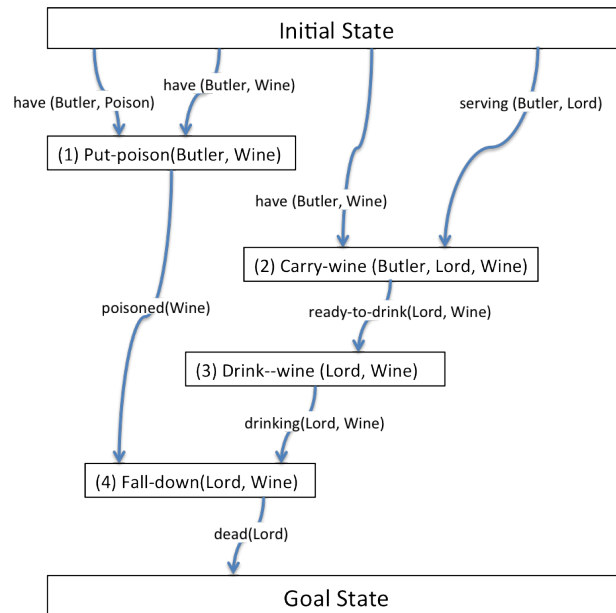 Initial State
have (Butler, Poison)
have (Butler, Wine)
serving (Butler, Lord)
(1) Put-poison(Butler, Wine)
have (Butler, Wine)
(2) Carry-wine (Butler, Lord, Wine)
poisoned(Wine)
ready-to-drink(Lord, Wine)
(3) Drink--wine (Lord, Wine)
drinking(Lord, Wine)
(4) Fall-down(Lord, Wine)
dead(Lord)
Goal State